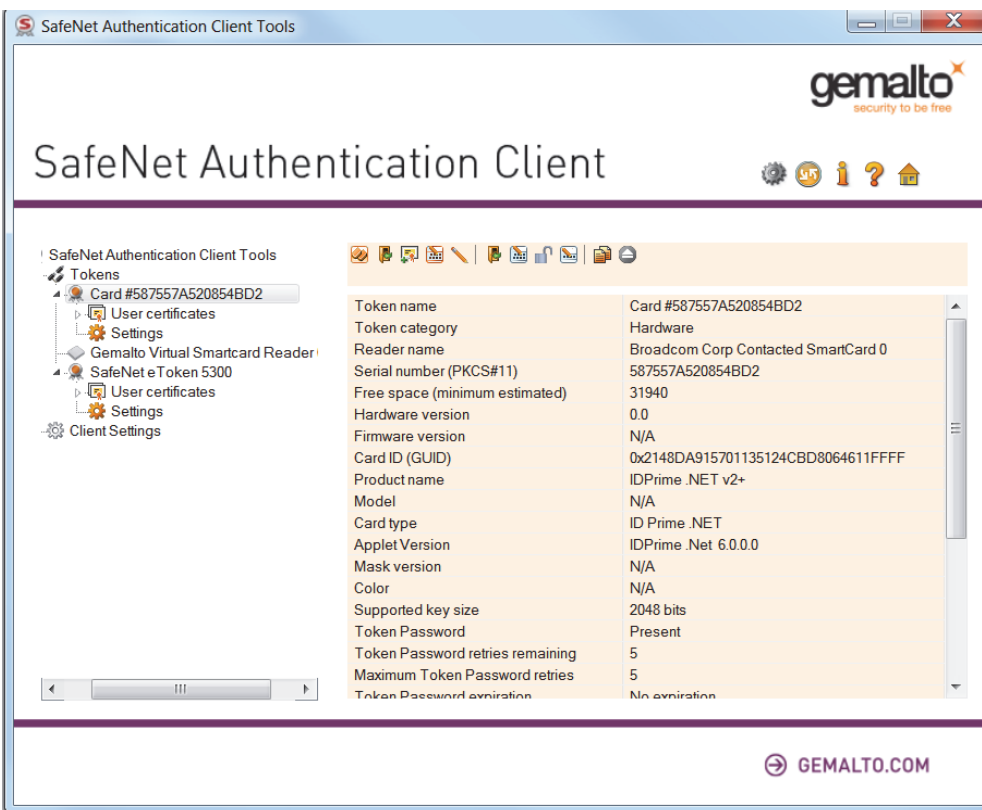 SafeNet Authentication Client Tools
gemalto
security to be free
SafeNet Authentication Client
SafeNet Authentication Client Tools
Tokens
Card #587557A520854BD2
User certificates
Settings
Gemalto Virtual Smartcard Reader
SafeNet eToken 5300
User certificates
Settings
Client Settings
Token name Card #587557A520854BD2
Token category Hardware
Reader name Broadcom Corp Contacted SmartCard 0
Serial number (PKCS#11) 587557A520854BD2
Free space (minimum estimated) 31940
Hardware version 0.0
Firmware version N/A
Card ID (GUID) 0x2148DA915701135124CBD8064611FFFF
Product name IDPrime .NET v2+
Model N/A
Card type ID Prime .NET
Applet Version IDPrime .Net 6.0.0.0
Mask version N/A
Color N/A
Supported key size 2048 bits
Token Password Present
Token Password retries remaining 5
Maximum Token Password retries 5
Token Password expiration No expiration
GEMALTO.COM